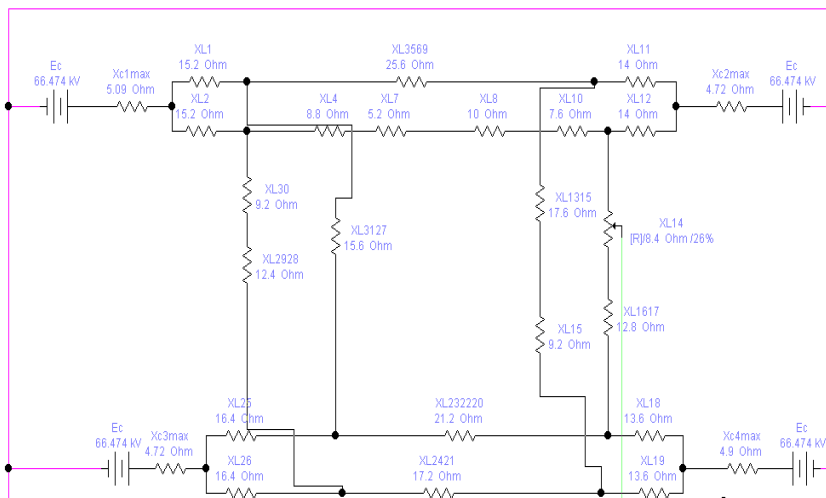 XL1
15.2 Ohm
XL3569
25.6 Ohm
XL11
14 Ohm
Ec
66.474 kV
Xc1max
5.09 Ohm
Xc2max
4.72 Ohm
Ec
66.474 kV
XL2
15.2 Ohm
XL4
8.8 Ohm
XL7
5.2 Ohm
XL8
10 Ohm
XL10
7.6 Ohm
XL12
14 Ohm
XL30
9.2 Ohm
XL1315
17.6 Ohm
XL3127
15.6 Ohm
XL14
[R]/8.4 Ohm /26%
XL2928
12.4 Ohm
XL15
9.2 Ohm
XL1617
12.8 Ohm
XL25
16.4 Ohm
XL232220
21.2 Ohm
XL18
13.6 Ohm
Ec
66.474 kV
Xc3max
4.72 Ohm
Xc4max
4.9 Ohm
Ec
66.474 kV
XL26
16.4 Ohm
XL2421
17.2 Ohm
XL19
13.6 Ohm